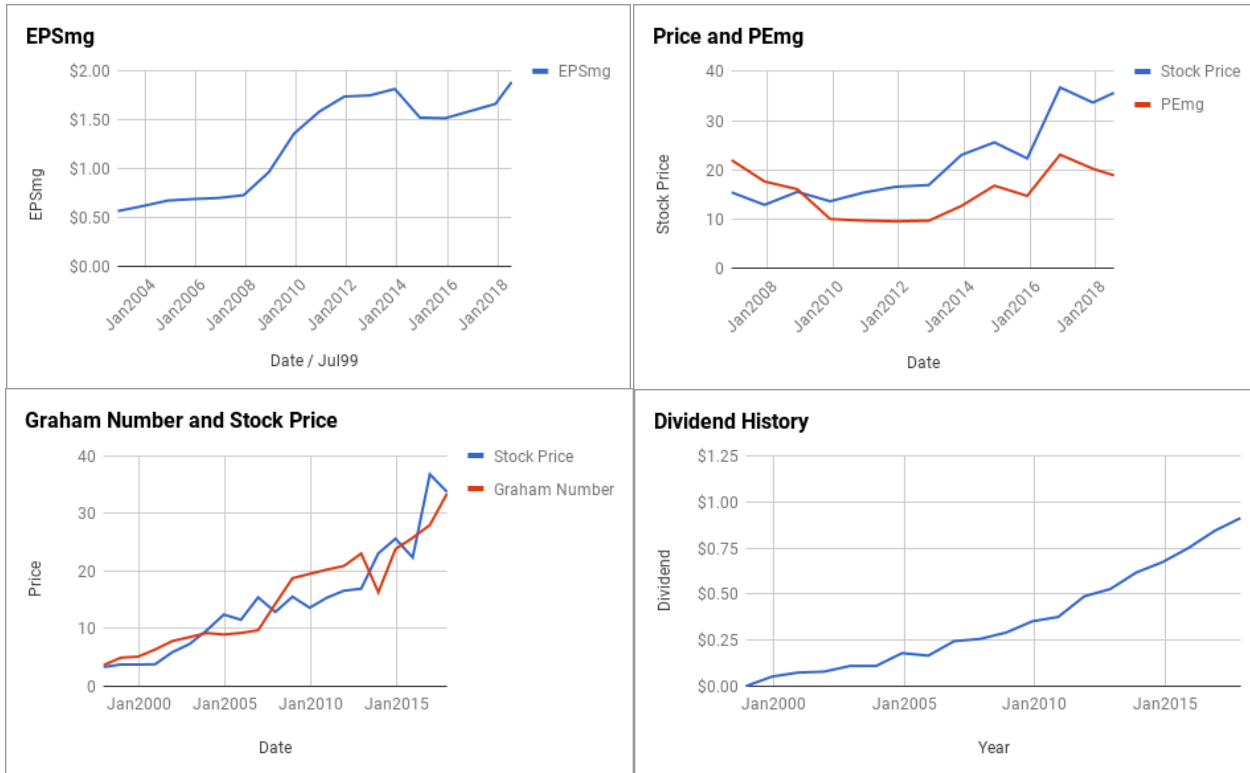 EPSmg
EPSmg
$2.00
$1.50
$1.00
$0.50
$0.00
EPSmg
Jan2004
Jan2006
Jan2008
Jan2010
Jan2012
Jan2014
Jan2016
Jan2018
Date / Jul99
Price and PEmg
Stock Price
PEmg
40
30
20
10
0
Stock Price
Jan2008
Jan2010
Jan2012
Jan2014
Jan2016
Jan2018
Date
Graham Number and Stock Price
Stock Price
Graham Number
40
30
20
10
0
Price
Jan2000
Jan2005
Jan2010
Jan2015
Date
Dividend History
$1.25
$1.00
$0.75
$0.50
$0.25
$0.00
Dividend
Jan2000
Jan2005
Jan2010
Jan2015
Year